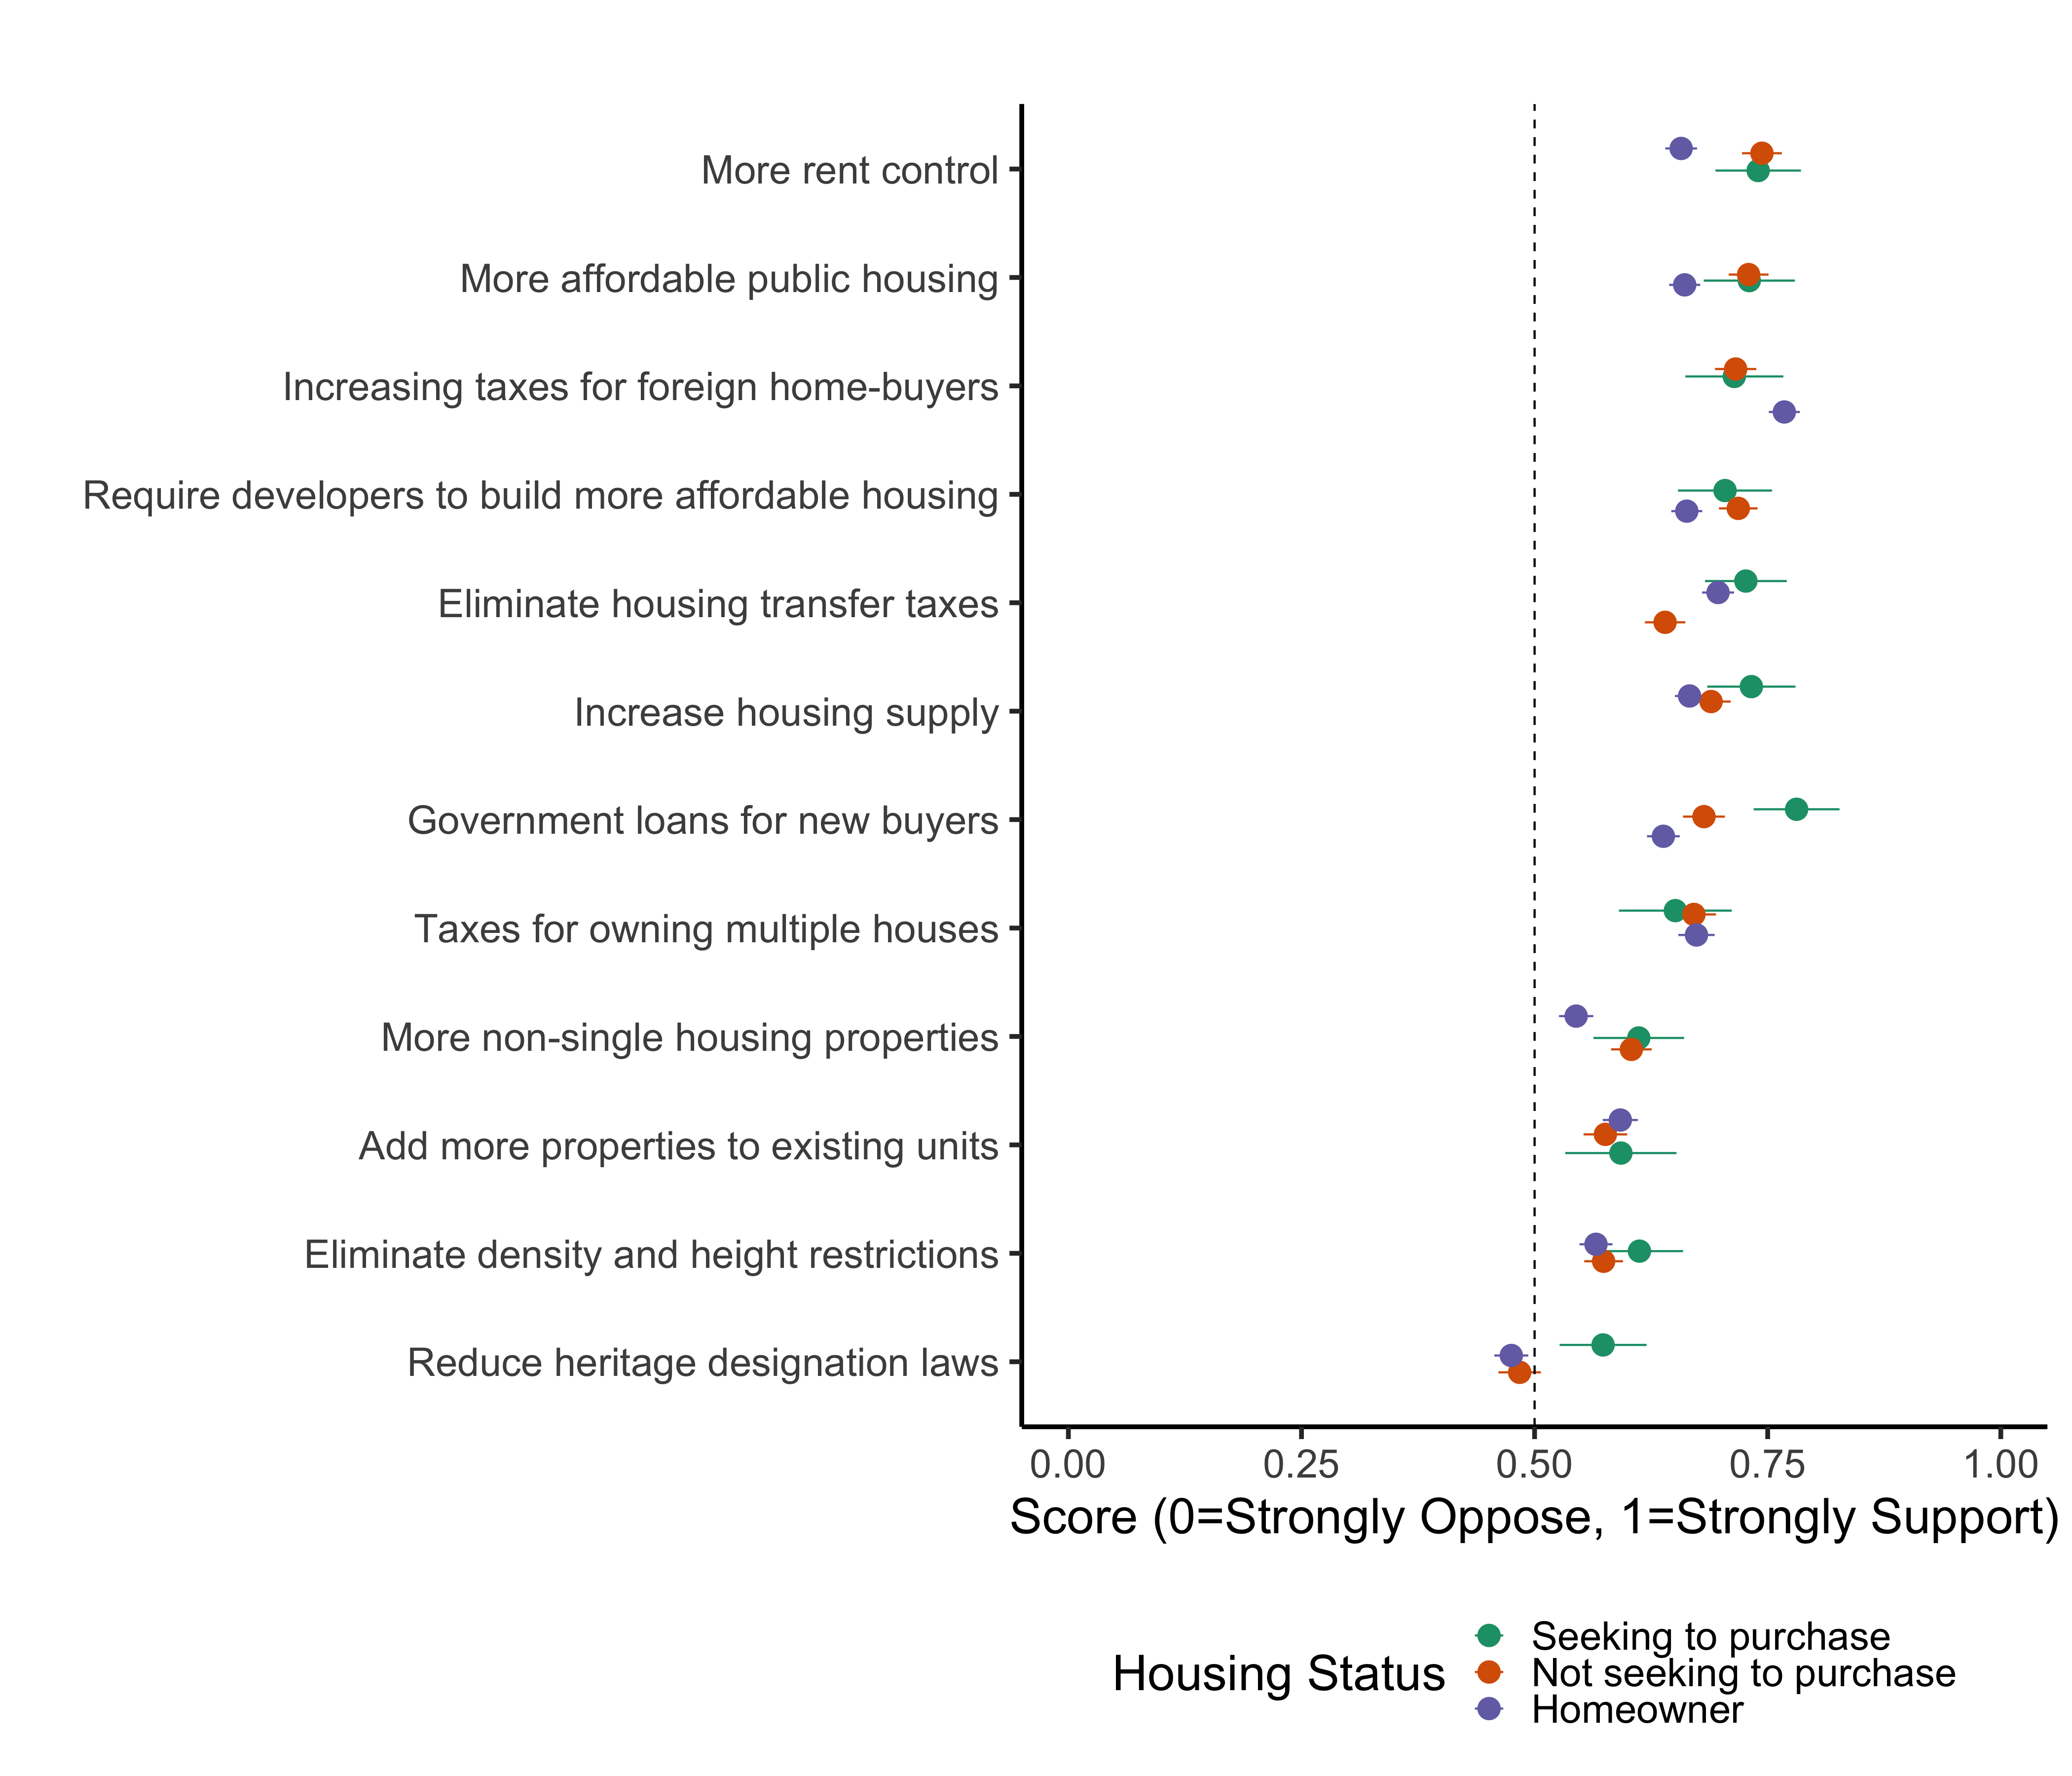 More rent control
More affordable public housing
Increasing taxes for foreign home-buyers
Require developers to build more affordable housing
Eliminate housing transfer taxes
Increase housing supply
Government loans for new buyers
Taxes for owning multiple houses
More non-single housing properties
Add more properties to existing units
Eliminate density and height restrictions
Reduce heritage designation laws
0.00 0.25 0.50 0.75 1.00
Score (0=Strongly Oppose, 1=Strongly Support)
Housing Status
Seeking to purchase
Not seeking to purchase
Homeowner